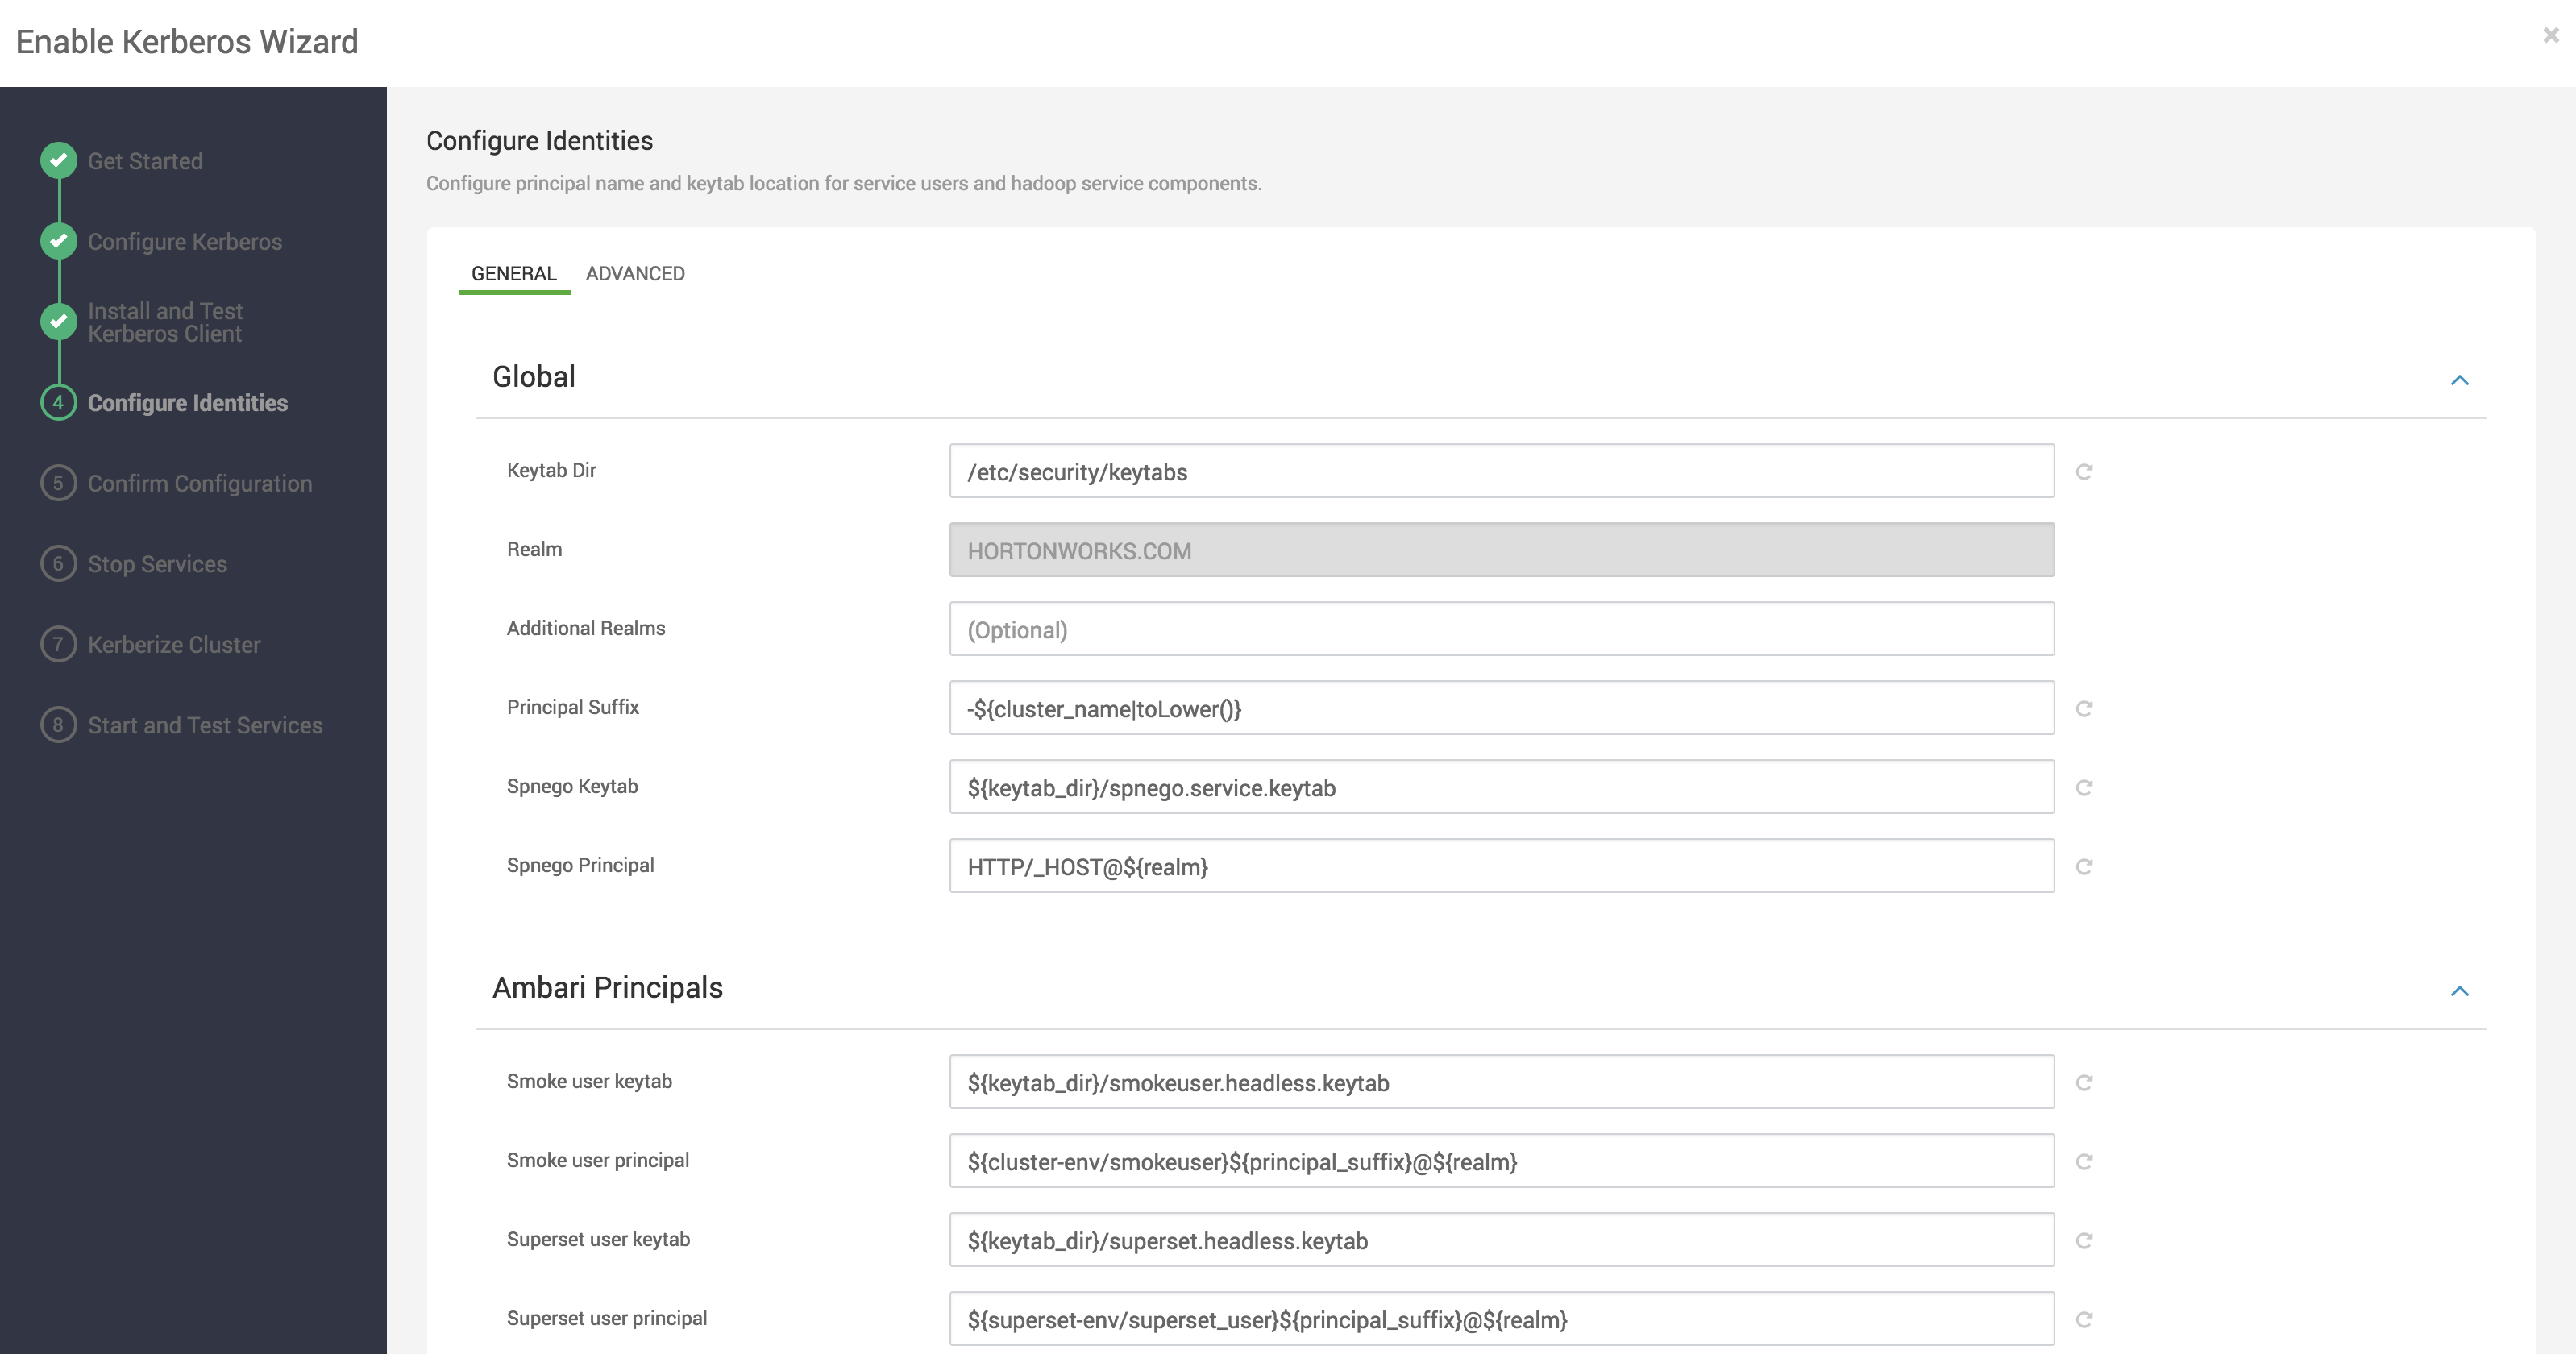 Enable Kerberos Wizard
×
Get Started
Configure Kerberos
Install and Test
Kerberos Client
4 Configure Identities
5 Confirm Configuration
6 Stop Services
7 Kerberize Cluster
8 Start and Test Services
Configure Identities
Configure principal name and keytab location for service users and hadoop service components.
GENERAL ADVANCED
Global
Keytab Dir /etc/security/keytabs
Realm HORTONWORKS.COM
Additional Realms (Optional)
Principal Suffix -${cluster_name|toLower()}
Spnego Keytab ${keytab_dir}/spnego.service.keytab
Spnego Principal HTTP/_HOST@${realm}
Ambari Principals
Smoke user keytab ${keytab_dir}/smokeuser.headless.keytab
Smoke user principal ${cluster-env/smokeuser}${principal_suffix}@${realm}
Superset user keytab ${keytab_dir}/superset.headless.keytab
Superset user principal ${superset-env/superset_user}${principal_suffix}@${realm}